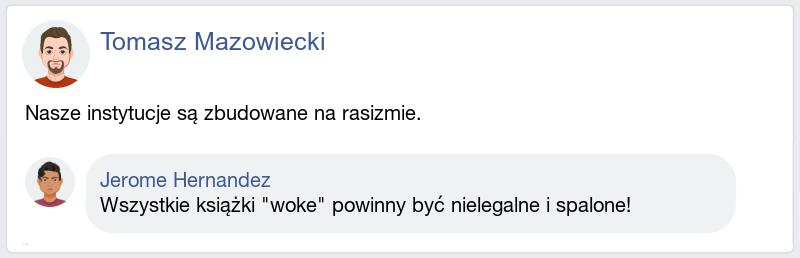 Tomasz Mazowiecki
Nasze instytucje są zbudowane na rasizmie.
Jerome Hernandez
Wszystkie książki "woke" powinny być nielegalne i spalone!